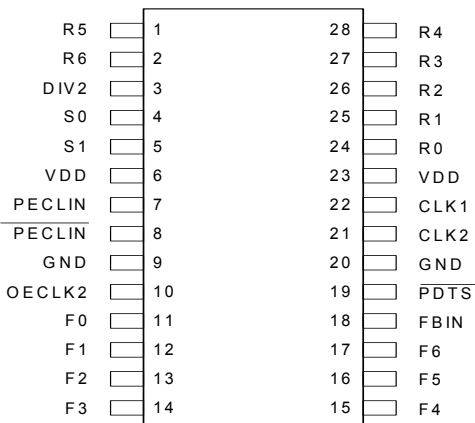 R5 1 28 R4
R6 2 27 R3
DIV2 3 26 R2
S0 4 25 R1
S1 5 24 R0
VDD 6 23 VDD
PECLIN 7 22 CLK1
PECLIN 8 21 CLK2
GND 9 20 GND
OECLK2 10 19 PDTS
F0 11 18 FBIN
F1 12 17 F6
F2 13 16 F5
F3 14 15 F4